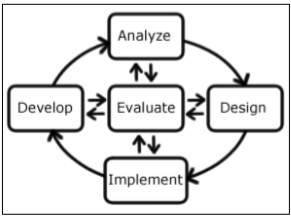 Analyze
Develop
Evaluate
Design
Implement